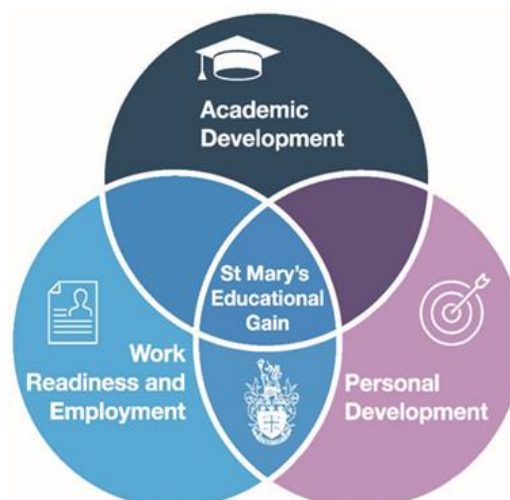 Academic
Development
St Mary's
Educational
Gain
Work
Readiness and
Employment
Personal
Development